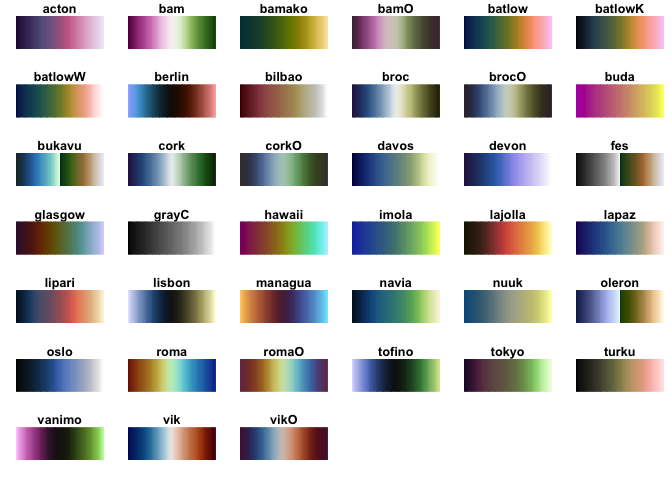 acton bam bamako bamO batlow batlowK
batlowW berlin bilbao broc brocO buda
bukavu cork corkO davos devon fes
glasgow grayC hawaii imola lajolla lapaz
lipari lisbon managua navia nuuk oleron
oslo roma romaO tofino tokyo turku
vanimo vik vikO